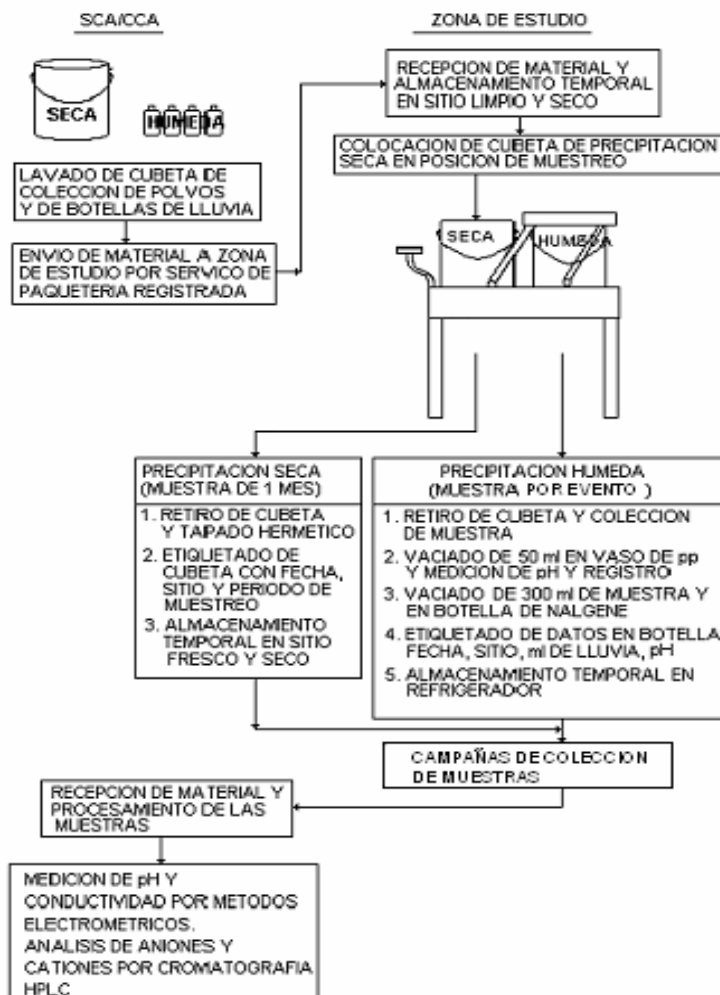 SCA/CCA
SECA
HUMEDA
LAVADO DE CUBETA DE
COLECCION DE POLVOS
Y DE BOTELLAS DE LLUVIA
ENVIO DE MATERIAL A ZONA
DE ESTUDIO POR SERVICO DE
PAQUETERIA REGISTRADA
ZONA DE ESTUDIO
RECEPCION DE MATERIAL Y
ALMACENAMIENTO TEMPORAL
EN SITIO LIMPIO Y SECO
COLOCACION DE CUBETA DE PRECIPITACION
SECA EN POSICION DE MUESTREO
SECA
HUMEDA
PRECIPITACION SECA
(MUESTRA DE 1 MES)
1. RETIRO DE CUBETA
Y TAPADO HERMETICO
2. ETIQUETADO DE
CUBETA CON FECHA,
SITIO Y PERIODO DE
MUESTREO
3. ALMACENAMIENTO
TEMPORAL EN SITIO
FRESCO Y SECO
PRECIPITACION HUMEDA
(MUESTRA POR EVENTO )
1. RETIRO DE CUBETA Y COLECCION
DE MUESTRA
2. VACIADO DE 50 ml EN VASO DE pp
Y MEDICION DE pH Y REGISTRO
3. VACIADO DE 300 ml DE MUESTRA Y
EN BOTELLA DE NALGENE
4. ETIQUETADO DE DATOS EN BOTELLA
FECHA, SITIO, ml DE LLUVIA, pH
5. ALMACENAMIENTO TEMPORAL EN
REFRIGERADOR
CAMPAÑAS DE COLECCION
DE MUESTRAS
RECEPCION DE MATERIAL Y
PROCESAMIENTO DE LAS
MUESTRAS
MEDICION DE pH Y
CONDUCTIVIDAD POR METODOS
ELECTROMETRICOS.
ANALISIS DE ANIONES Y
CATIONES POR CROMATOGRAFIA
HPLC